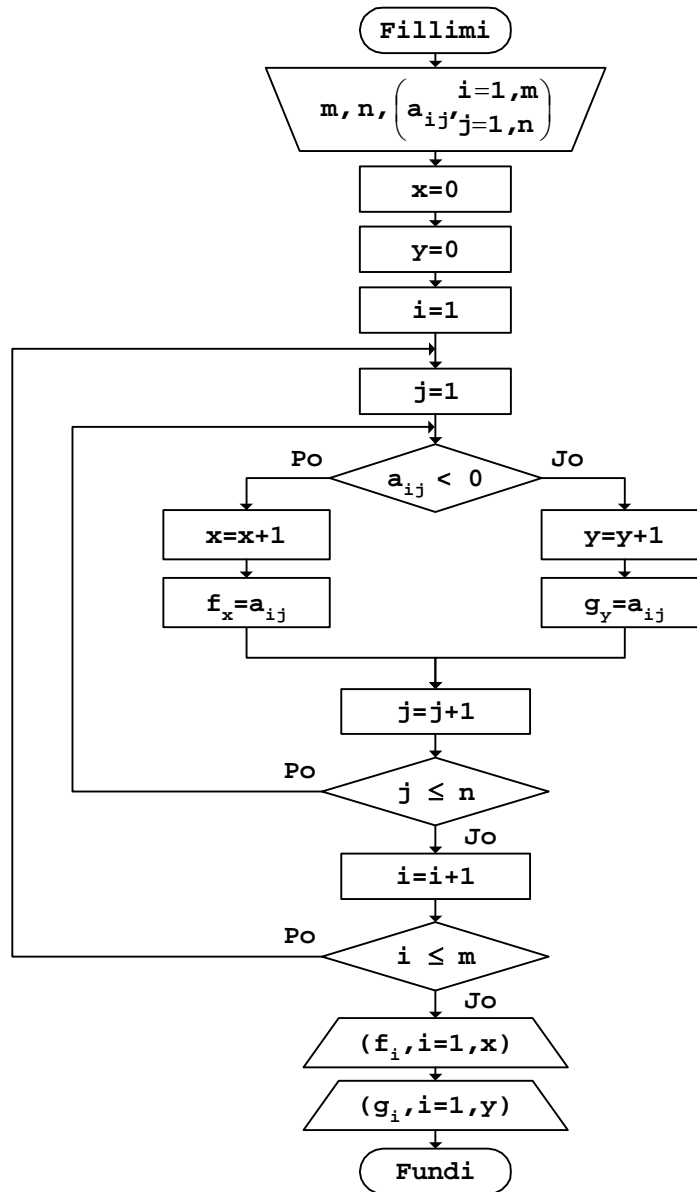 Fillimi
m,n,(a_ij, i=1,m
j=1,n)
x=0
y=0
i=1
j=1
Po
a_ij < 0
Jo
x=x+1
y=y+1
f_x=a_ij
g_y=a_ij
j=j+1
Po
j ≤ n
Jo
i=i+1
Po
i ≤ m
Jo
(f_i,i=1,x)
(g_i,i=1,y)
Fundi